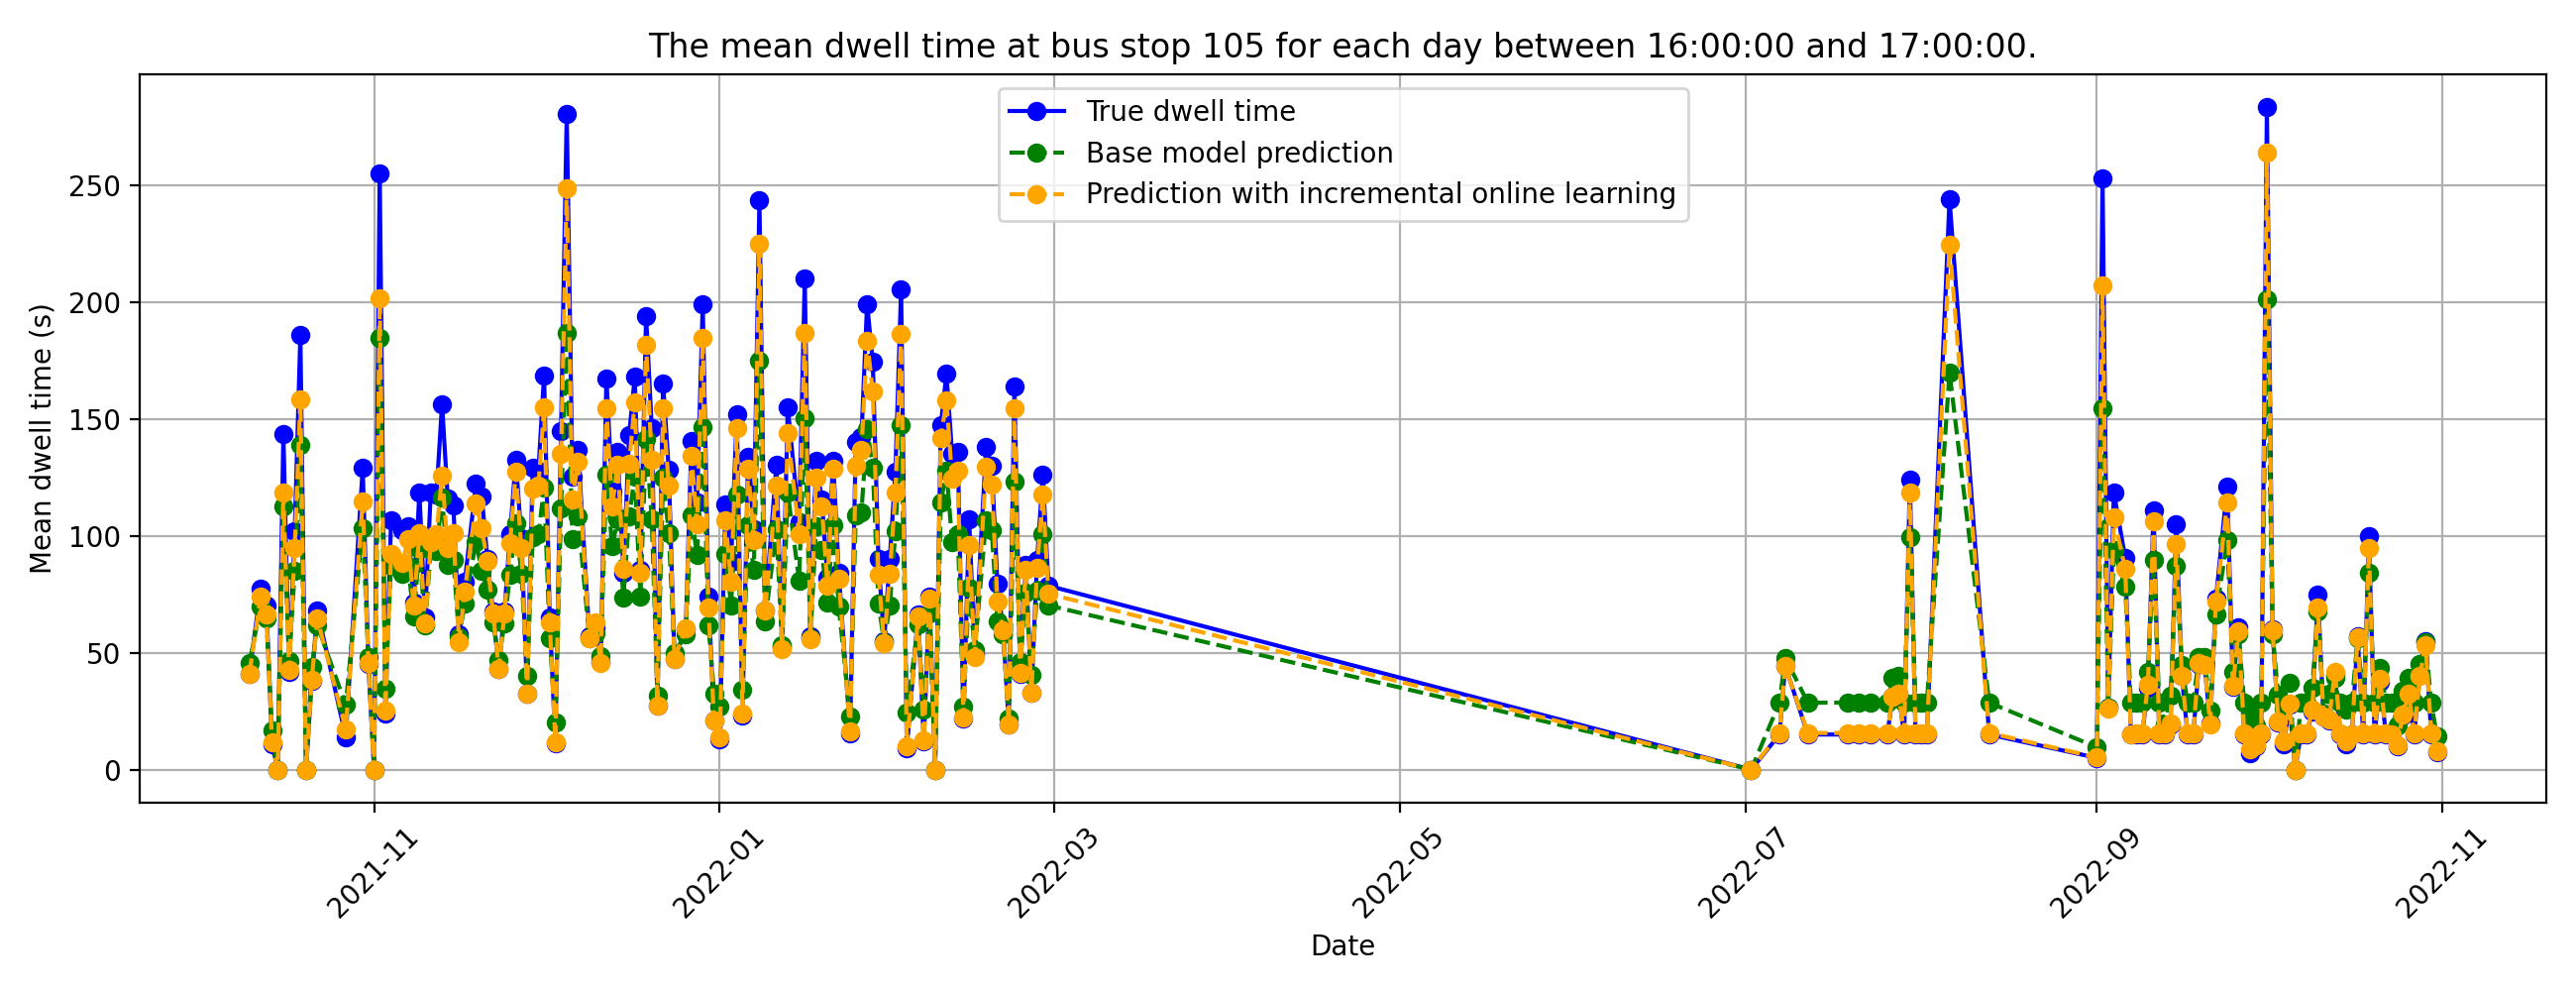 The mean dwell time at bus stop 105 for each day between 16:00:00 and 17:00:00.
True dwell time
Base model prediction
Prediction with incremental online learning
Mean dwell time (s)
250
200
150
100
50
0
2021-11
2022-01
2022-03
2022-05
2022-07
2022-09
2022-11
Date